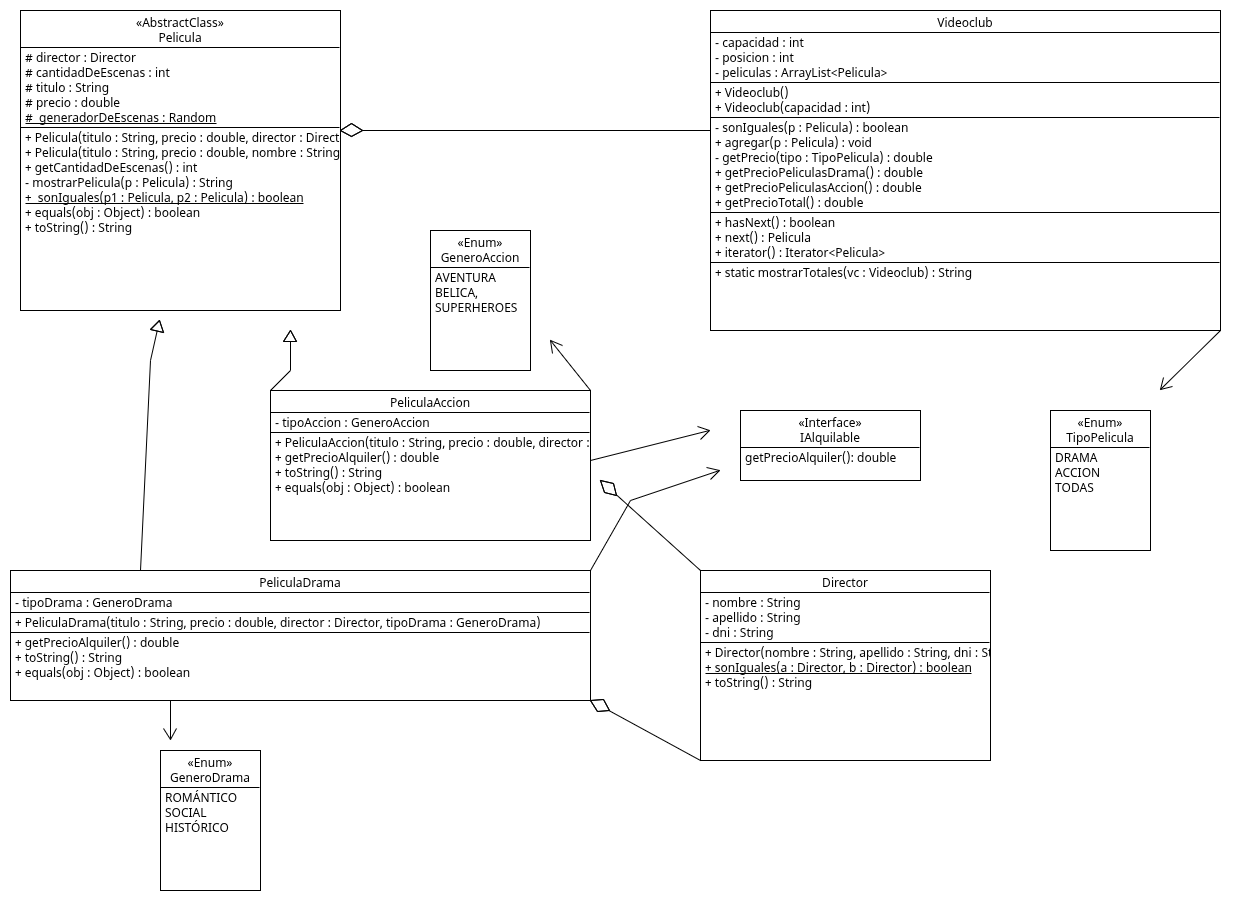 «AbstractClass»
Pelicula
# director : Director
# cantidadDeEscenas : int
# titulo : String
# precio : double
# generadorDeEscenas : Random
+ Pelicula(titulo : String, precio : double, director : Direct
+ Pelicula(titulo : String, precio : double, nombre : String
+ getCantidadDeEscenas() : int
- mostrarPelicula(p : Pelicula) : String
+ sonIguales(p1 : Pelicula, p2 : Pelicula) : boolean
+ equals(obj : Object) : boolean
+ toString() : String
Videoclub
- capacidad : int
- posicion : int
- peliculas : ArrayList<Pelicula>
+ Videoclub()
+ Videoclub(capacidad : int)
- sonIguales(p : Pelicula) : boolean
+ agregar(p : Pelicula) : void
- getPrecio(tipo : TipoPelicula) : double
+ getPrecioPeliculasDrama() : double
+ getPrecioPeliculasAccion() : double
+ getPrecioTotal() : double
+ hasNext() : boolean
+ next() : Pelicula
+ iterator() : Iterator<Pelicula>
+ static mostrarTotales(vc : Videoclub) : String
«Enum»
GeneroAccion
AVENTURA
BELICA,
SUPERHEROES
PeliculaAccion
- tipoAccion : GeneroAccion
+ PeliculaAccion(titulo : String, precio : double, director :
+ getPrecioAlquiler() : double
+ toString() : String
+ equals(obj : Object) : boolean
«Interface»
IAlquilable
getPrecioAlquiler(): double
«Enum»
TipoPelicula
DRAMA
ACCION
TODAS
PeliculaDrama
- tipoDrama : GeneroDrama
+ PeliculaDrama(titulo : String, precio : double, director : Director, tipoDrama : GeneroDrama)
+ getPrecioAlquiler() : double
+ toString() : String
+ equals(obj : Object) : boolean
Director
- nombre : String
- apellido : String
- dni : String
+ Director(nombre : String, apellido : String, dni : St
+ sonIguales(a : Director, b : Director) : boolean
+ toString() : String
«Enum»
GeneroDrama
ROMÁNTICO
SOCIAL
HISTÓRICO